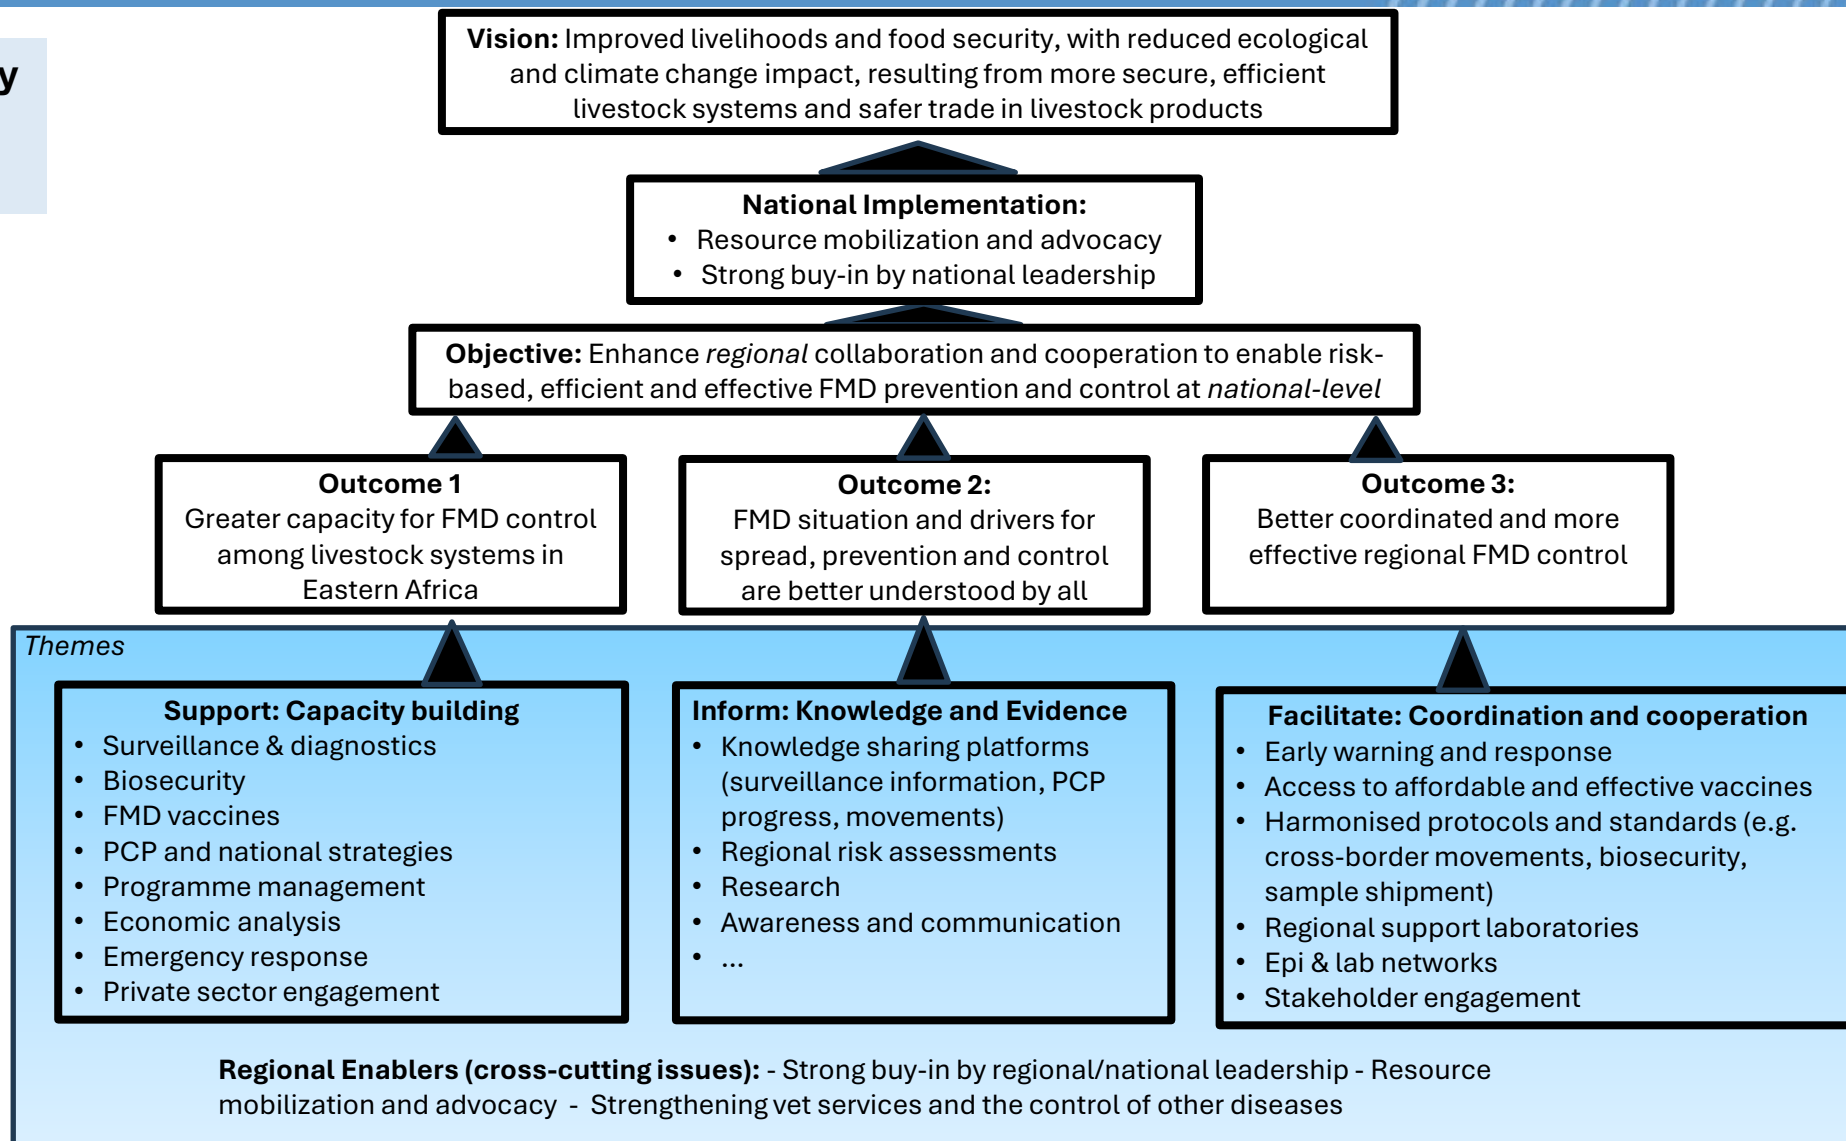 y
Vision: Improved livelihoods and food security, with reduced ecological
and climate change impact, resulting from more secure, efficient
livestock systems and safer trade in livestock products
National Implementation:
• Resource mobilization and advocacy
• Strong buy-in by national leadership
Objective: Enhance regional collaboration and cooperation to enable risk-
based, efficient and effective FMD prevention and control at national-level
Outcome 1
Greater capacity for FMD control
among livestock systems in
Eastern Africa
Outcome 2:
FMD situation and drivers for
spread, prevention and control
are better understood by all
Outcome 3:
Better coordinated and more
effective regional FMD control
Themes
Support: Capacity building
• Surveillance & diagnostics
• Biosecurity
• FMD vaccines
• PCP and national strategies
• Programme management
• Economic analysis
• Emergency response
• Private sector engagement
Inform: Knowledge and Evidence
• Knowledge sharing platforms
(surveillance information, PCP
progress, movements)
• Regional risk assessments
• Research
• Awareness and communication
• ...
Facilitate: Coordination and cooperation
• Early warning and response
• Access to affordable and effective vaccines
• Harmonised protocols and standards (e.g.
cross-border movements, biosecurity,
sample shipment)
• Regional support laboratories
• Epi & lab networks
• Stakeholder engagement
Regional Enablers (cross-cutting issues): - Strong buy-in by regional/national leadership - Resource
mobilization and advocacy - Strengthening vet services and the control of other diseases